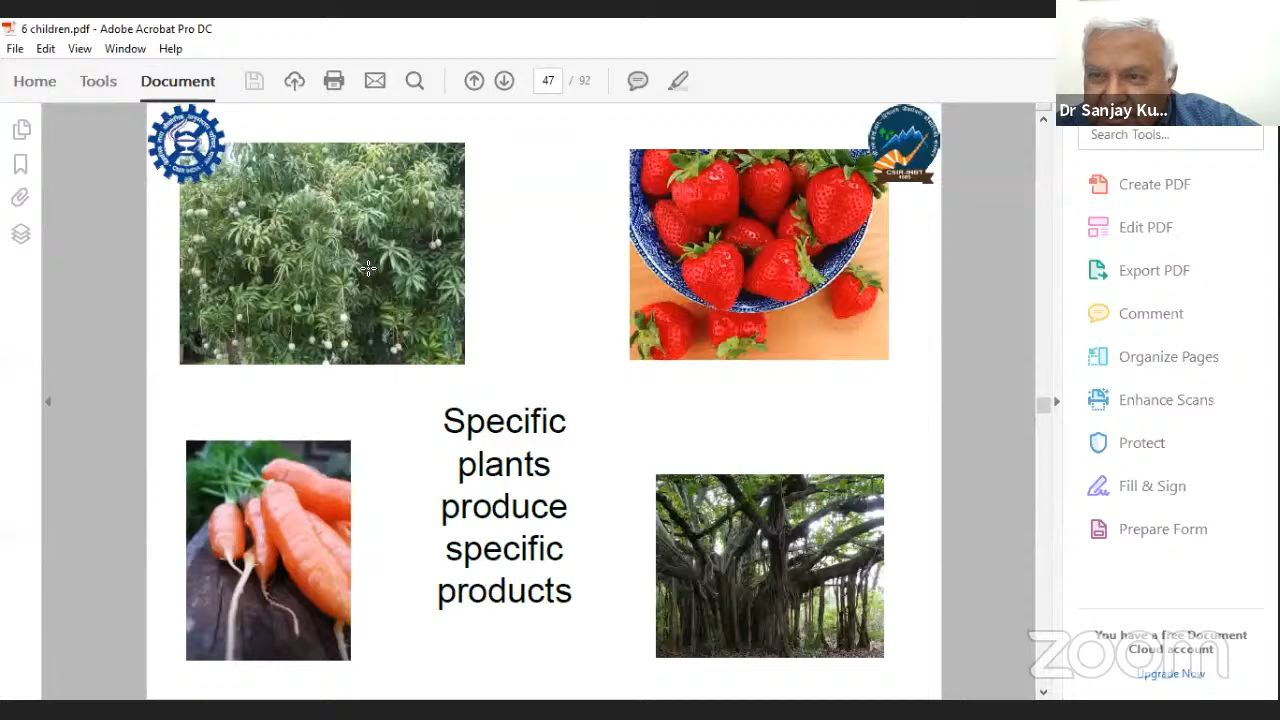 6 children.pdf - Adobe Acrobat Pro DC
File Edit View Window Help
Home Tools Document 47 / 92
Dr Sanjay Ku...
Search Tools...
Create PDF
Edit PDF
Export PDF
Comment
Organize Pages
Enhance Scans
Protect
Fill & Sign
Prepare Form
CSIR-IHBT
Specific
plants
produce
specific
products
You have a free Document
Cloud account
Upgrade Now
zoom